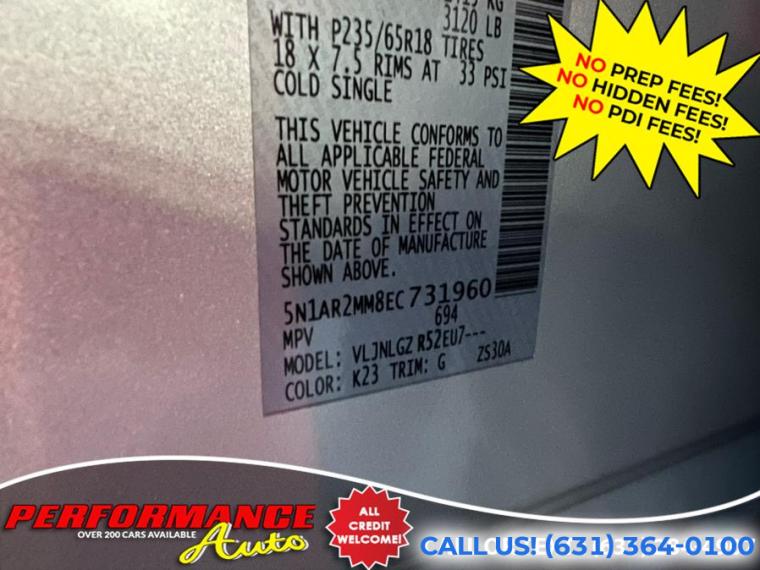 3120 LB
WITH P235/65R18 TIRES
18 X 7.5 RIMS AT 33 PSI
COLD SINGLE
THIS VEHICLE CONFORMS TO
ALL APPLICABLE FEDERAL
MOTOR VEHICLE SAFETY AND
THEFT PREVENTION
STANDARDS IN EFFECT ON
THE DATE OF MANUFACTURE
SHOWN ABOVE.
5N1AR2MM8EC731960
MPV 694
MODEL: VLJNLGZ R52EU7---
COLOR: K23 TRIM: G ZS30A
NO PREP FEES!
NO HIDDEN FEES!
NO PDI FEES!
PERFORMANCE
OVER 200 CARS AVAILABLE
Auto
ALL
CREDIT
WELCOME!
CALL US! (631) 364-0100